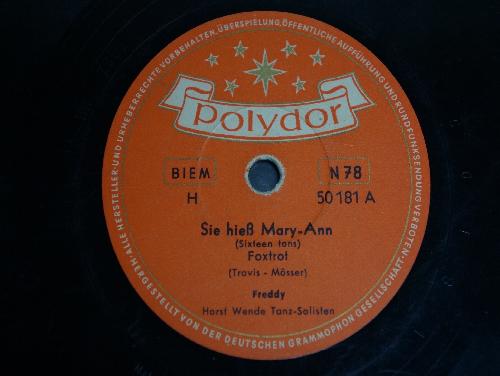 ALLE HERSTELLER-UND URHEBERRECHTE VORBEHALTEN. ÜBERSPIELUNG, ÖFFENTLICHE AUFFÜHRUNG UND RUNDFUNKSENDUNG VERBOTEN
polydor
BIEM
N 78
H
50 181 A
Sie hieß Mary-Ann
(Sixteen tons)
Foxtrot
(Travis - Mösser)
Freddy
Horst Wende Tanz-Solisten
HERGESTELLT VON DER DEUTSCHEN GRAMMOPHON GESELLSCHAFT